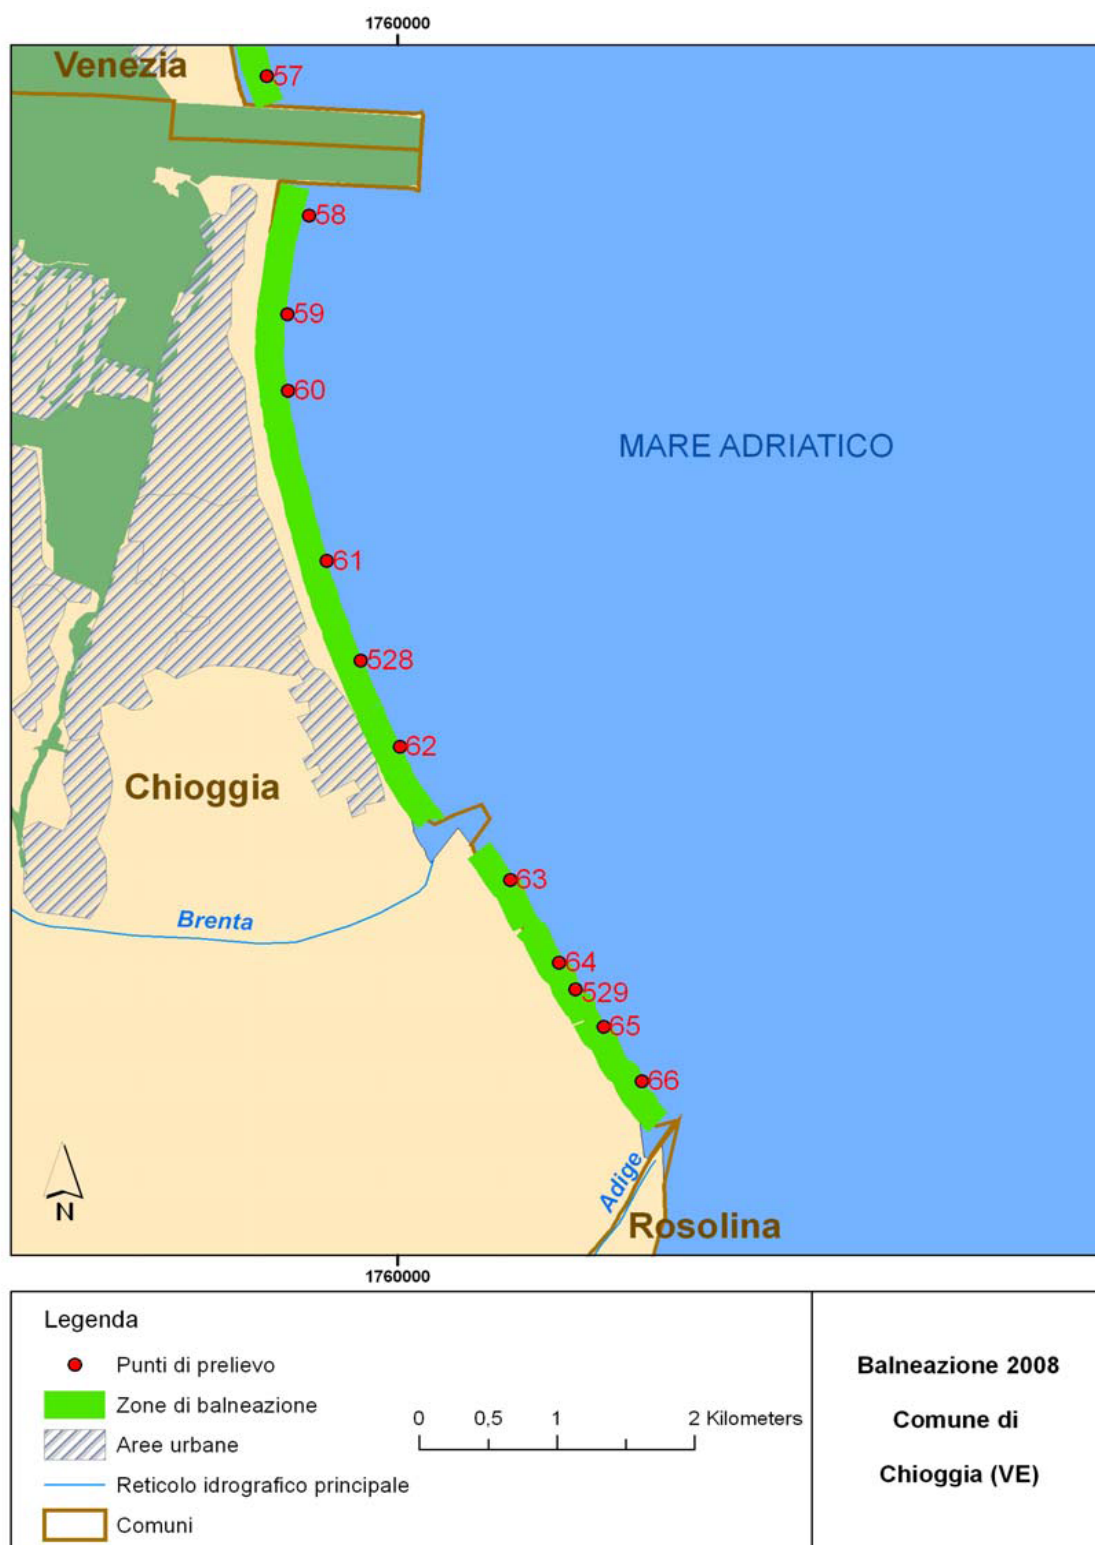 1760000
Venezia
57
58
59
60
MARE ADRIATICO
61
528
62
Chioggia
63
Brenta
64
529
65
66
Adige
N
Rosolina
1760000
Legenda
Punti di prelievo
Zone di balneazione
Aree urbane
Reticolo idrografico principale
Comuni
0 0,5 1 2 Kilometers
Balneazione 2008
Comune di
Chioggia (VE)